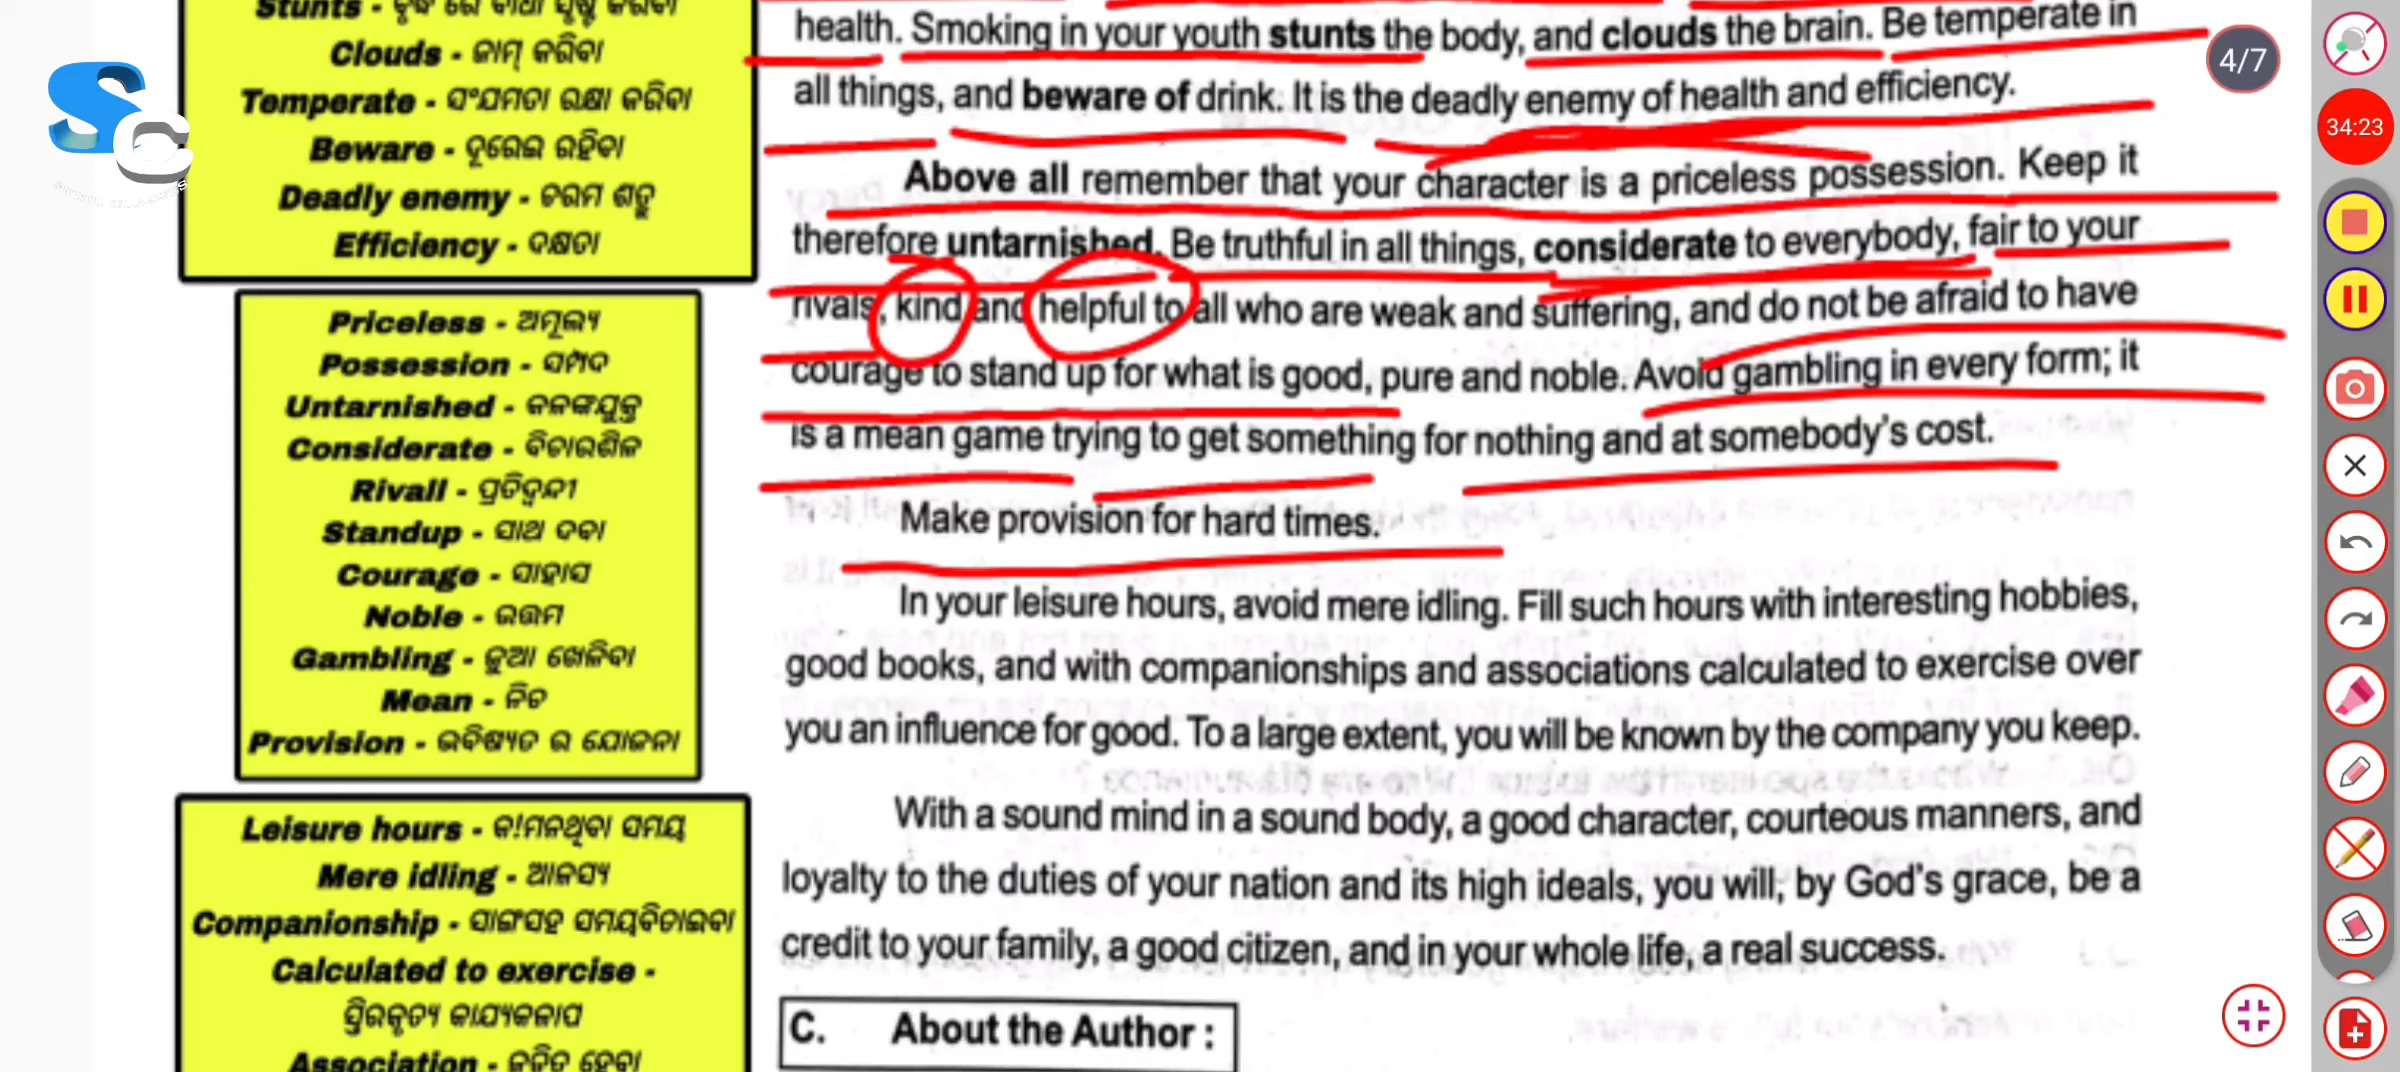 Stunts - ବୃଦ୍ଧି ରେ ବାଧା ସୃଷ୍ଟି କରିବା
Clouds - ଜାମ୍ କରିବା
Temperate - ସଂଯମତା ରକ୍ଷା କରିବା
Beware - ଦୂରେଇ ରହିବା
Deadly enemy - ଚରମ ଶତ୍ରୁ
Efficiency - ଦକ୍ଷତା
Priceless - ଅମୂଲ୍ୟ
Possession - ସମ୍ପଦ
Untarnished - କଳଙ୍କଯୁକ୍ତ
Considerate - ବିଚାରଶିଳ
Rivall - ପ୍ରତିଦ୍ୱନ୍ଦୀ
Standup - ସାଥ ଦବା
Courage - ସାହାସ
Noble - ଉତ୍ତମ
Gambling - ଜୁଆ ଖେଳିବା
Mean - ନିଚ
Provision - ଭବିଷ୍ୟତ ର ଯୋଜନା
Leisure hours - କାମନଥିବା ସମୟ
Mere idling - ଆଳସ୍ୟ
Companionship - ସାଙ୍ଗସହ ସମୟବିତାଇବା
Calculated to exercise -
ସ୍ଥିରକୃତ୍ୟ କାଯ୍ୟକଳାପ
Association - ଜଡିତ ହେବା
health. Smoking in your youth stunts the body, and clouds the brain. Be temperate in
all things, and beware of drink. It is the deadly enemy of health and efficiency.
Above all remember that your character is a priceless possession. Keep it
therefore untarnished. Be truthful in all things, considerate to everybody, fair to your
rivals, kind and helpful to all who are weak and suffering, and do not be afraid to have
courage to stand up for what is good, pure and noble. Avoid gambling in every form; it
is a mean game trying to get something for nothing and at somebody's cost.
Make provision for hard times.
In your leisure hours, avoid mere idling. Fill such hours with interesting hobbies,
good books, and with companionships and associations calculated to exercise over
you an influence for good. To a large extent, you will be known by the company you keep.
With a sound mind in a sound body, a good character, courteous manners, and
loyalty to the duties of your nation and its high ideals, you will, by God's grace, be a
credit to your family, a good citizen, and in your whole life, a real success.
C. About the Author :
SC
4/7
34:23